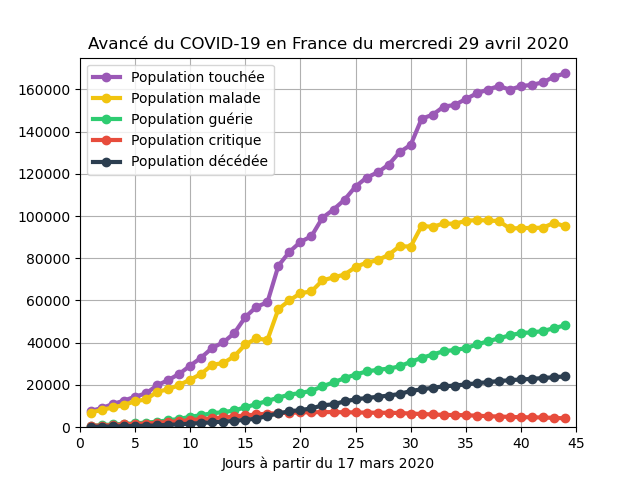 Avancé du COVID-19 en France du mercredi 29 avril 2020
Population touchée
Population malade
Population guérie
Population critique
Population décédée
160000
140000
120000
100000
80000
60000
40000
20000
0
0 5 10 15 20 25 30 35 40 45
Jours à partir du 17 mars 2020